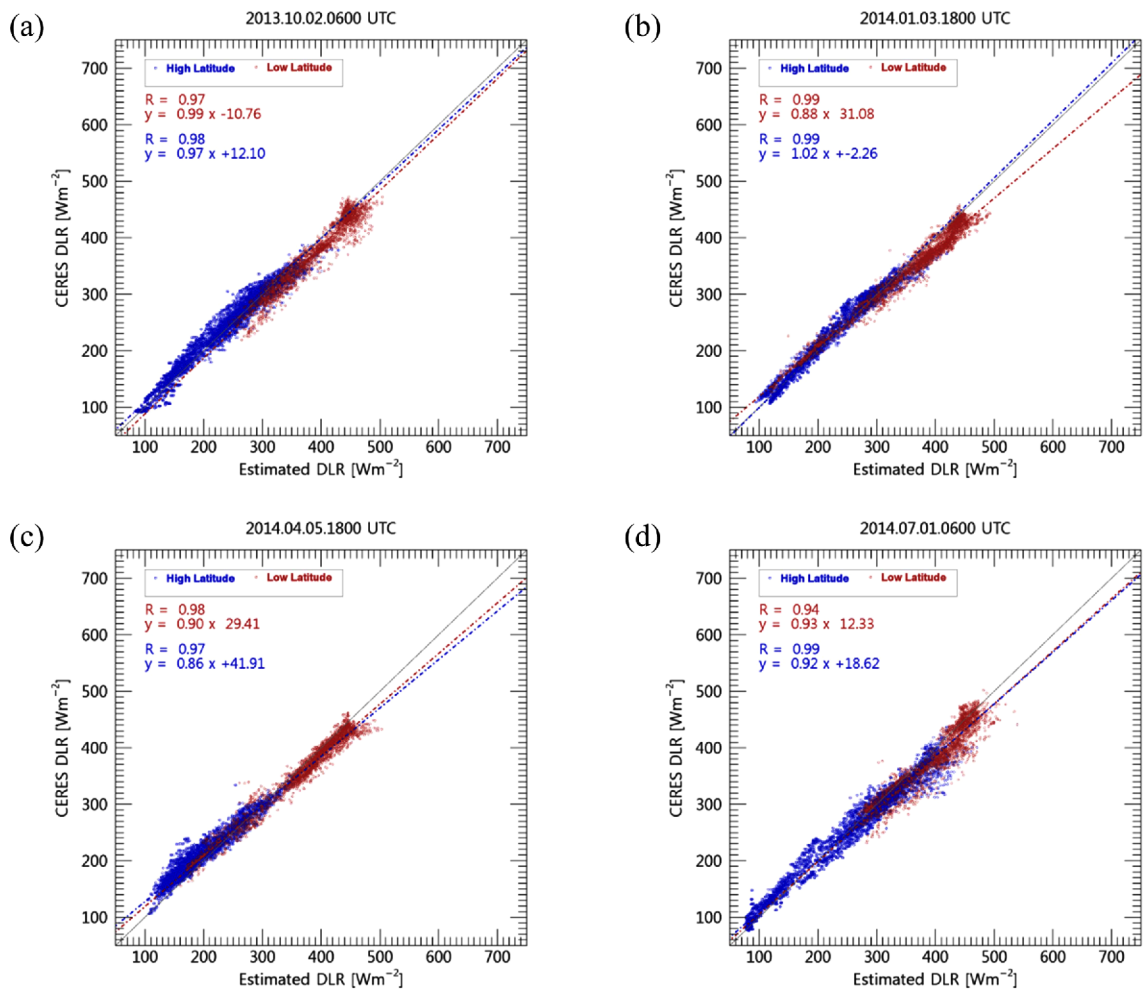 (a)
2013.10.02.0600 UTC
High Latitude
Low Latitude
R = 0.97
y = 0.99 x -10.76
R = 0.98
y = 0.97 x +12.10
CERES DLR [Wm−2]
700
600
500
400
300
200
100
100 200 300 400 500 600 700
Estimated DLR [Wm−2]
(b)
2014.01.03.1800 UTC
High Latitude
Low Latitude
R = 0.99
y = 0.88 x 31.08
R = 0.99
y = 1.02 x +-2.26
CERES DLR [Wm−2]
700
600
500
400
300
200
100
100 200 300 400 500 600 700
Estimated DLR [Wm−2]
(c)
2014.04.05.1800 UTC
High Latitude
Low Latitude
R = 0.98
y = 0.90 x 29.41
R = 0.97
y = 0.86 x +41.91
CERES DLR [Wm−2]
700
600
500
400
300
200
100
100 200 300 400 500 600 700
Estimated DLR [Wm−2]
(d)
2014.07.01.0600 UTC
High Latitude
Low Latitude
R = 0.94
y = 0.93 x 12.33
R = 0.99
y = 0.92 x +18.62
CERES DLR [Wm−2]
700
600
500
400
300
200
100
100 200 300 400 500 600 700
Estimated DLR [Wm−2]